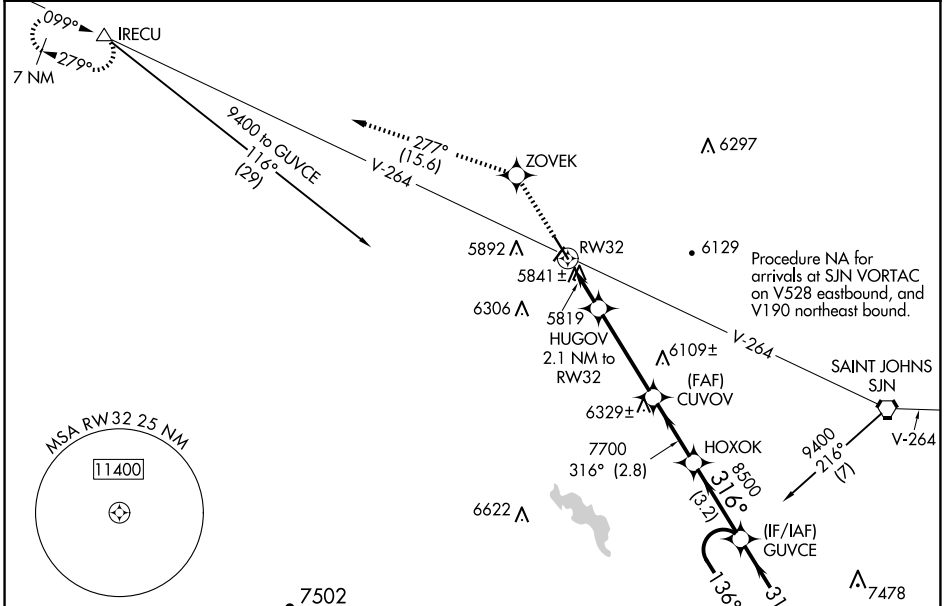 099°
IRECU
279°
7 NM
9400 to GUVCE
116°
(29)
277°
(15.6)
V-264
ZOVEK
6297
5892
RW32
5841±
6129
Procedure NA for
arrivals at SJN VORTAC
on V528 eastbound, and
V190 northeast bound.
6306
5819
HUGOV
2.1 NM to
RW32
V-264
6109±
(FAF)
CUVOV
SAINT JOHNS
SJN
6329±
V-264
9400
216°
(7)
MSA RW32 25 NM
11400
7700
316° (2.8)
HOXOK
8500
316°
(3.2)
6622
(IF/IAF)
GUVCE
136°
7478
7502